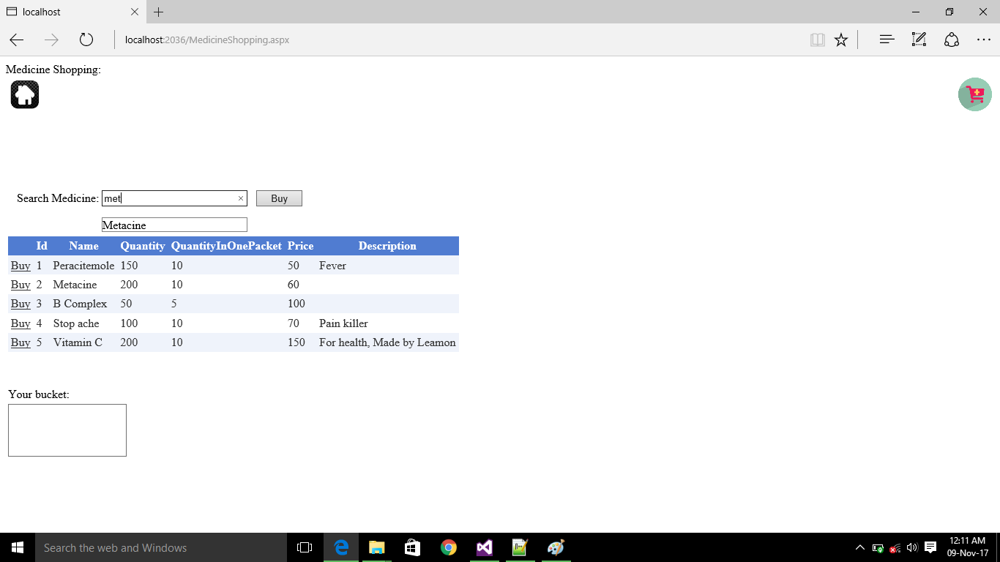 localhost
localhost:2036/MedicineShopping.aspx
Medicine Shopping:
Search Medicine: met Buy
Metacine
Id Name Quantity QuantityInOnePacket Price Description
Buy 1 Peracitemole 150 10 50 Fever
Buy 2 Metacine 200 10 60
Buy 3 B Complex 50 5 100
Buy 4 Stop ache 100 10 70 Pain killer
Buy 5 Vitamin C 200 10 150 For health, Made by Leamon
Your bucket:
Search the web and Windows
12:11 AM
09-Nov-17